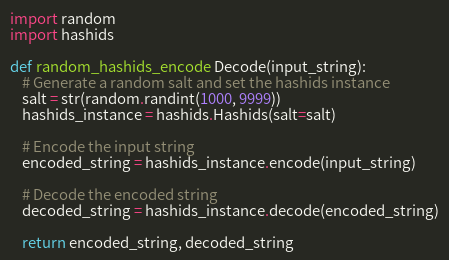 import random
import hashids
def random_hashids_encode Decode(input_string):
# Generate a random salt and set the hashids instance
salt = str(random.randint(1000, 9999))
hashids_instance = hashids.Hashids(salt=salt)
# Encode the input string
encoded_string = hashids_instance.encode(input_string)
# Decode the encoded string
decoded_string = hashids_instance.decode(encoded_string)
return encoded_string, decoded_string